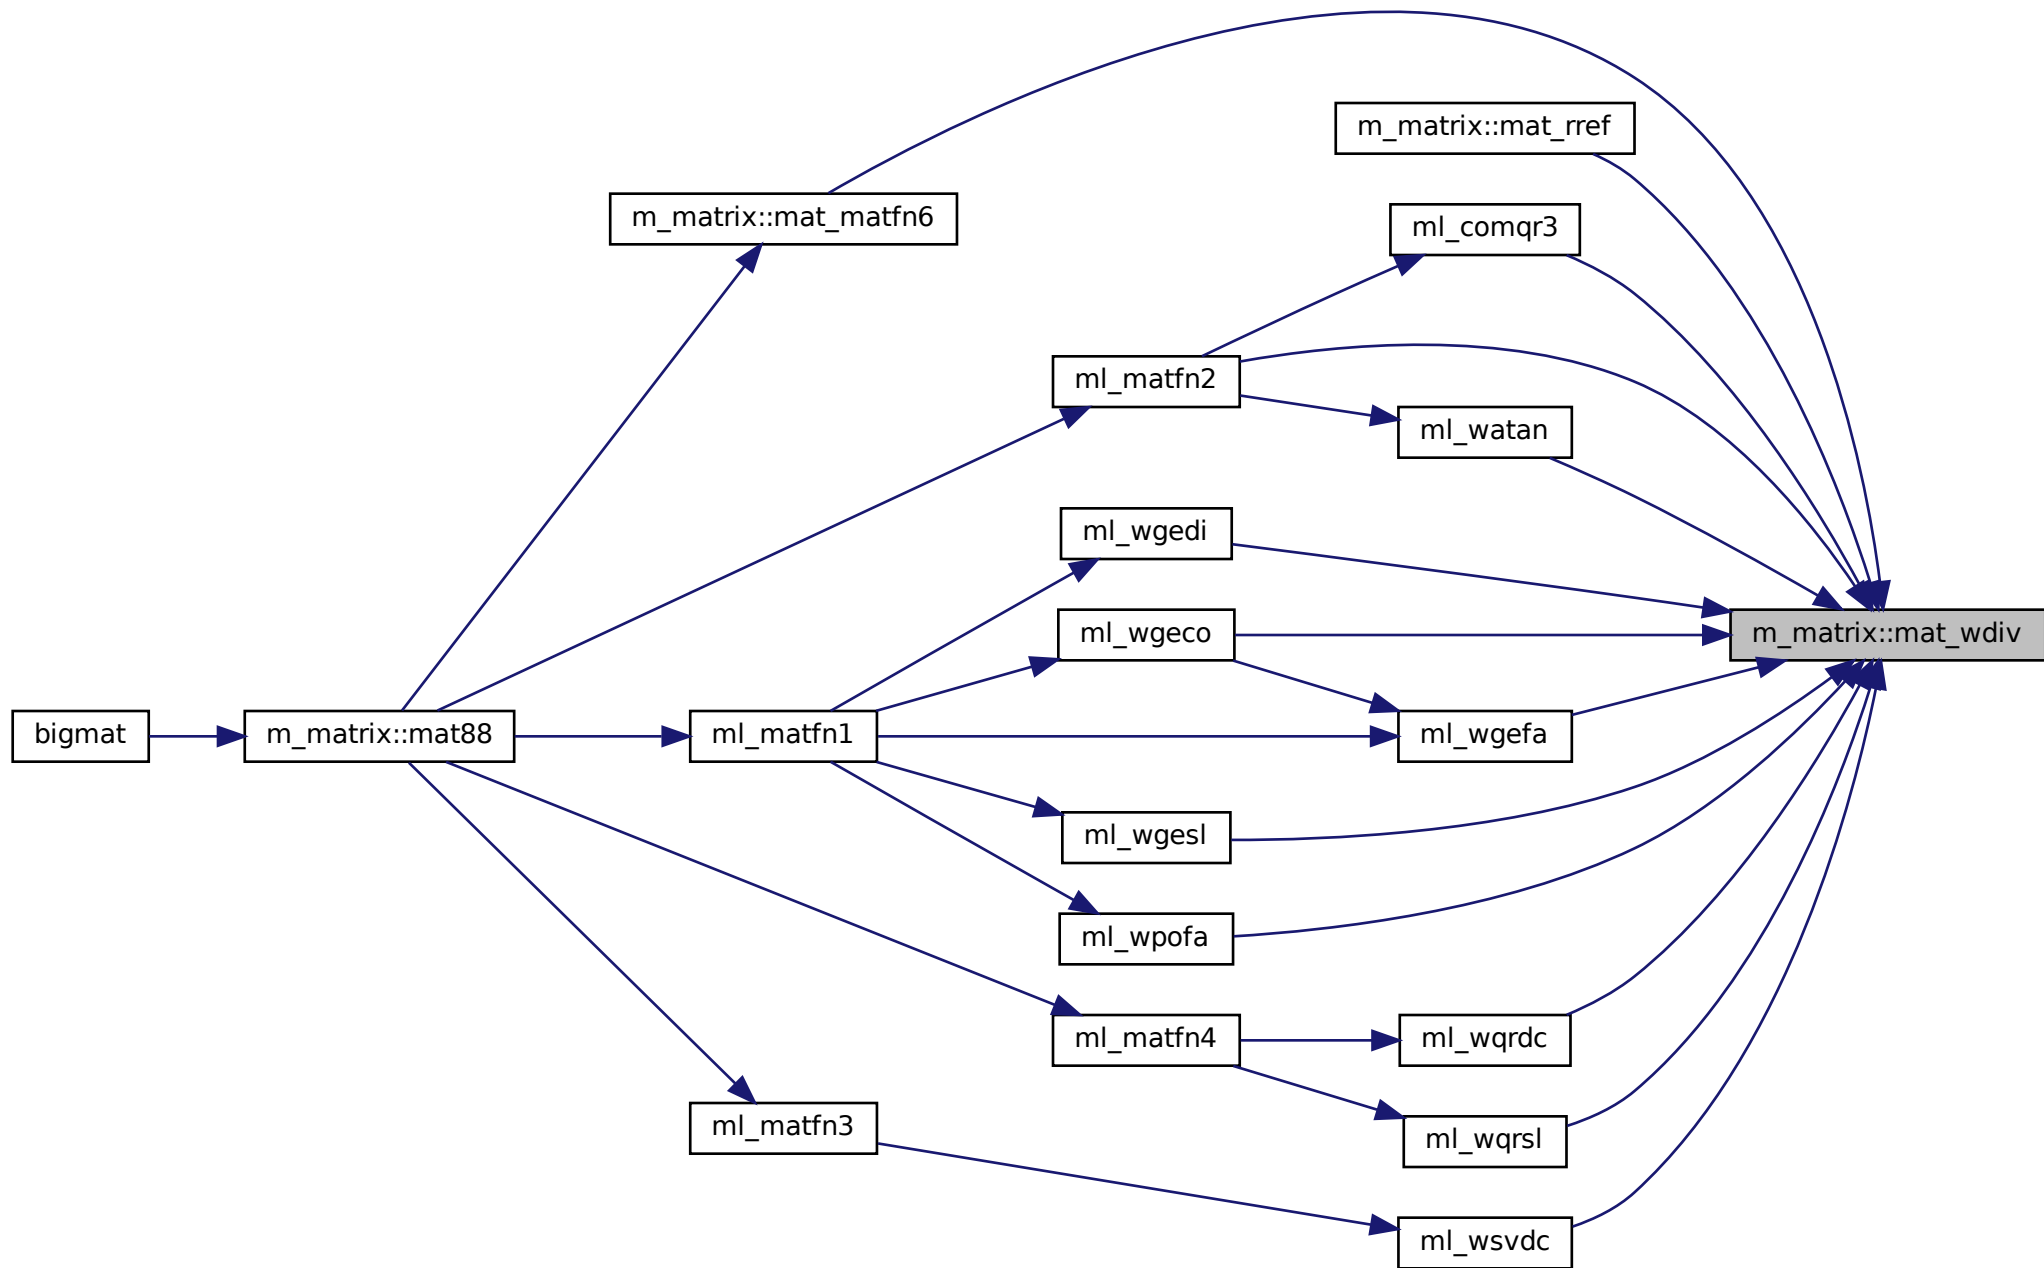 m_matrix::mat_rref
m_matrix::mat_matfn6
ml_comqr3
ml_matfn2
ml_watan
ml_wgedi
ml_wgeco
m_matrix::mat_wdiv
bigmat
m_matrix::mat88
ml_matfn1
ml_wgefa
ml_wgesl
ml_wpofa
ml_matfn4
ml_wqrdc
ml_matfn3
ml_wqrsl
ml_wsvdc